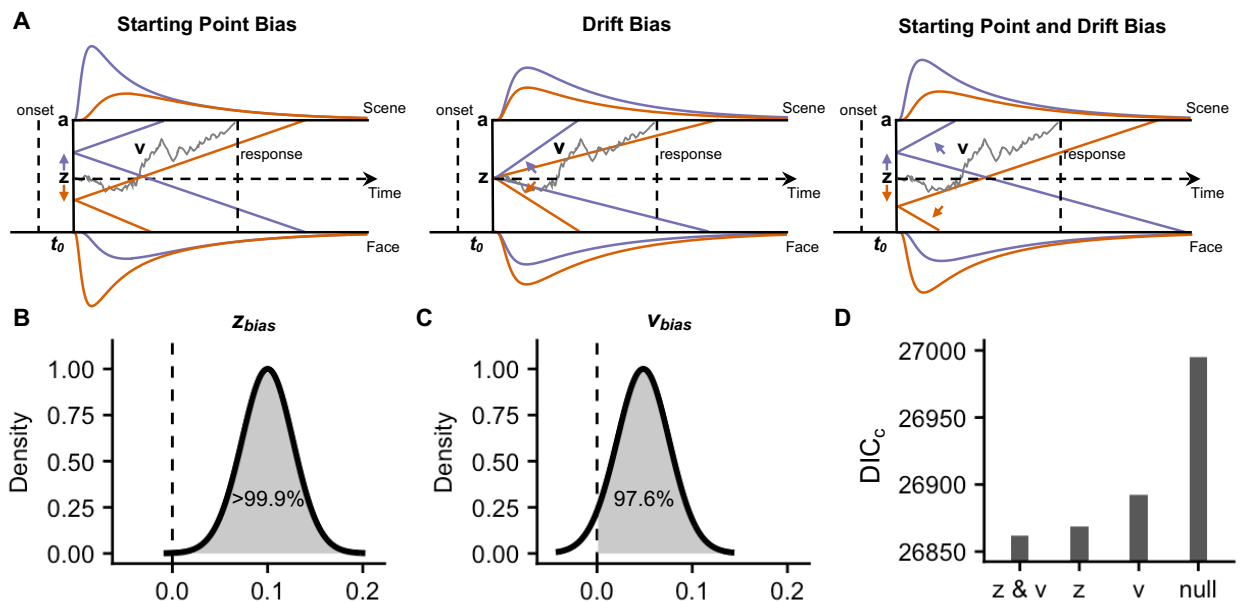 A
Starting Point Bias
Drift Bias
Starting Point and Drift Bias
onset
a
z
v
response
Scene
Time
Face
t0
onset
a
z
v
response
Scene
Time
Face
t0
onset
a
z
v
response
Scene
Time
Face
t0
B
zbias
Density
1.00
0.75
0.50
0.25
0.00
>99.9%
0.0 0.1 0.2
C
vbias
Density
1.00
0.75
0.50
0.25
0.00
97.6%
0.0 0.1 0.2
D
DICc
27000
26950
26900
26850
z & v z v null